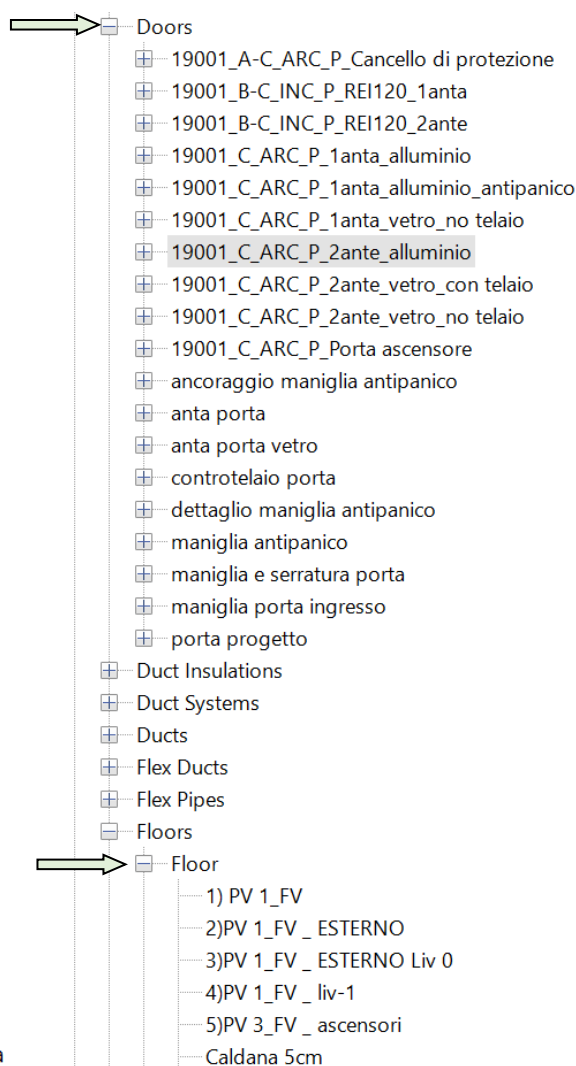 Doors
19001_A-C_ARC_P_Cancello di protezione
19001_B-C_INC_P_REI120_1anta
19001_B-C_INC_P_REI120_2ante
19001_C_ARC_P_1anta_alluminio
19001_C_ARC_P_1anta_alluminio_antipanico
19001_C_ARC_P_1anta_vetro_no telaio
19001_C_ARC_P_2ante_alluminio
19001_C_ARC_P_2ante_vetro_con telaio
19001_C_ARC_P_2ante_vetro_no telaio
19001_C_ARC_P_Porta ascensore
ancoraggio maniglia antipanico
anta porta
anta porta vetro
controtelaio porta
dettaglio maniglia antipanico
maniglia antipanico
maniglia e serratura porta
maniglia porta ingresso
porta progetto
Duct Insulations
Duct Systems
Ducts
Flex Ducts
Flex Pipes
Floors
Floor
1) PV 1_FV
2)PV 1_FV _ ESTERNO
3)PV 1_FV _ ESTERNO Liv 0
4)PV 1_FV _ liv-1
5)PV 3_FV _ ascensori
Caldana 5cm